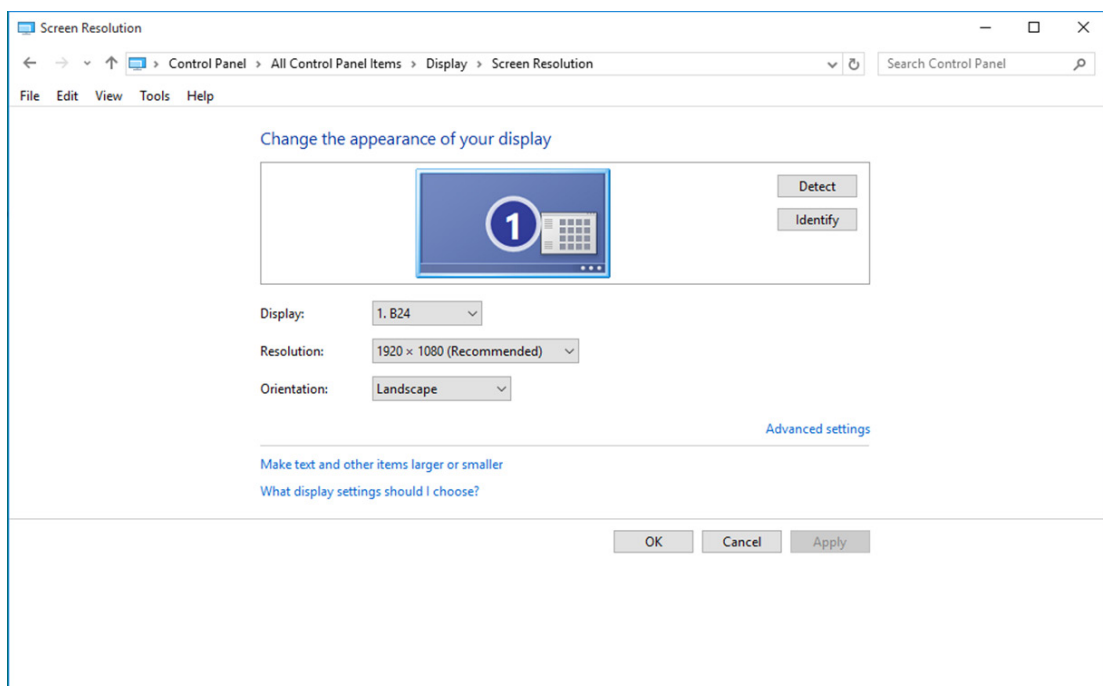 Screen Resolution
Control Panel > All Control Panel Items > Display > Screen Resolution
Search Control Panel
File Edit View Tools Help
Change the appearance of your display
1
Detect
Identify
Display: 1. B24
Resolution: 1920 × 1080 (Recommended)
Orientation: Landscape
Advanced settings
Make text and other items larger or smaller
What display settings should I choose?
OK Cancel Apply